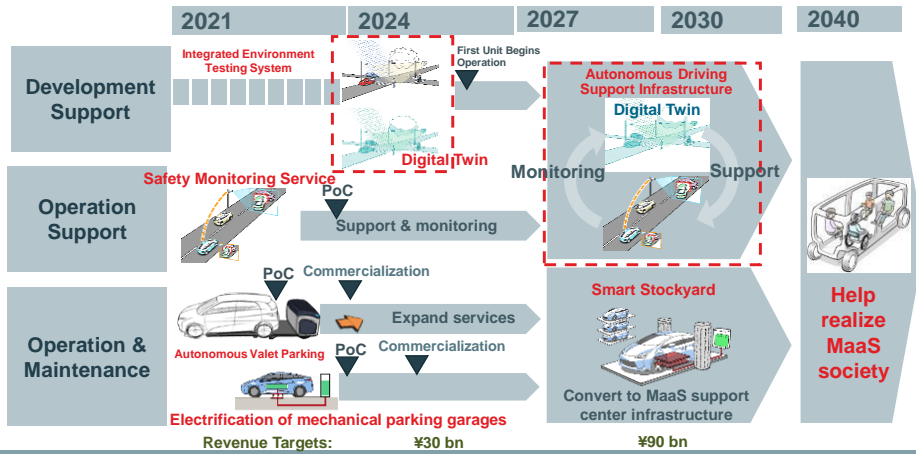 2021
2024
2027
2030
2040
Development
Support
Integrated Environment
Testing System
Digital Twin
First Unit Begins
Operation
Autonomous Driving
Support Infrastructure
Digital Twin
Monitoring
Support
Operation
Support
Safety Monitoring Service
PoC
Support & monitoring
Operation &
Maintenance
PoC
Commercialization
Expand services
Autonomous Valet Parking
PoC
Commercialization
Electrification of mechanical parking garages
Smart Stockyard
Convert to MaaS support
center infrastructure
Help
realize
MaaS
society
Revenue Targets:
¥30 bn
¥90 bn